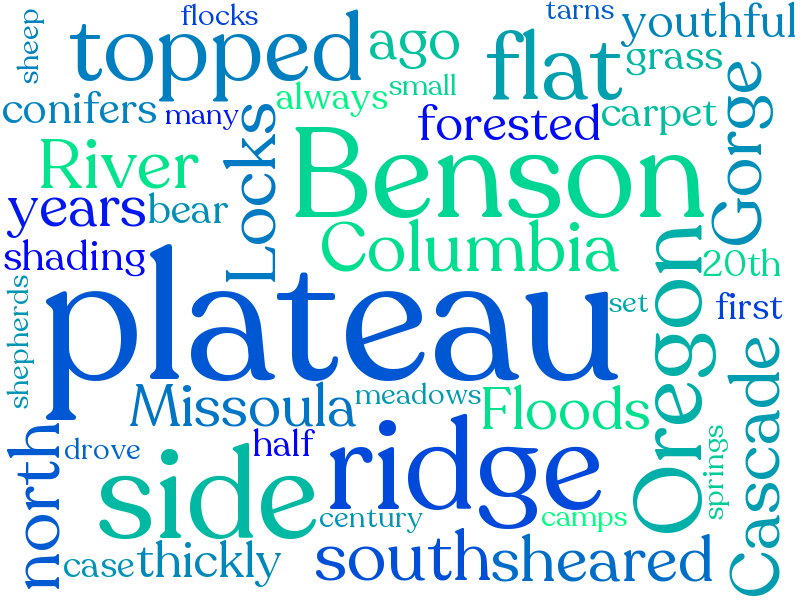 flocks
tarns
youthful
sheep
topped
ago
flat
grass
small
always
conifers
many
forested
carpet
Gorge
Locks
River
Benson
years
bear
Columbia
shading
20th
Oregon
plateau
set
first
shepherds
Cascade
Missoula
meadows
Floods
north
drove
half
side
ridge
springs
century
camps
case
thickly
south
sheared